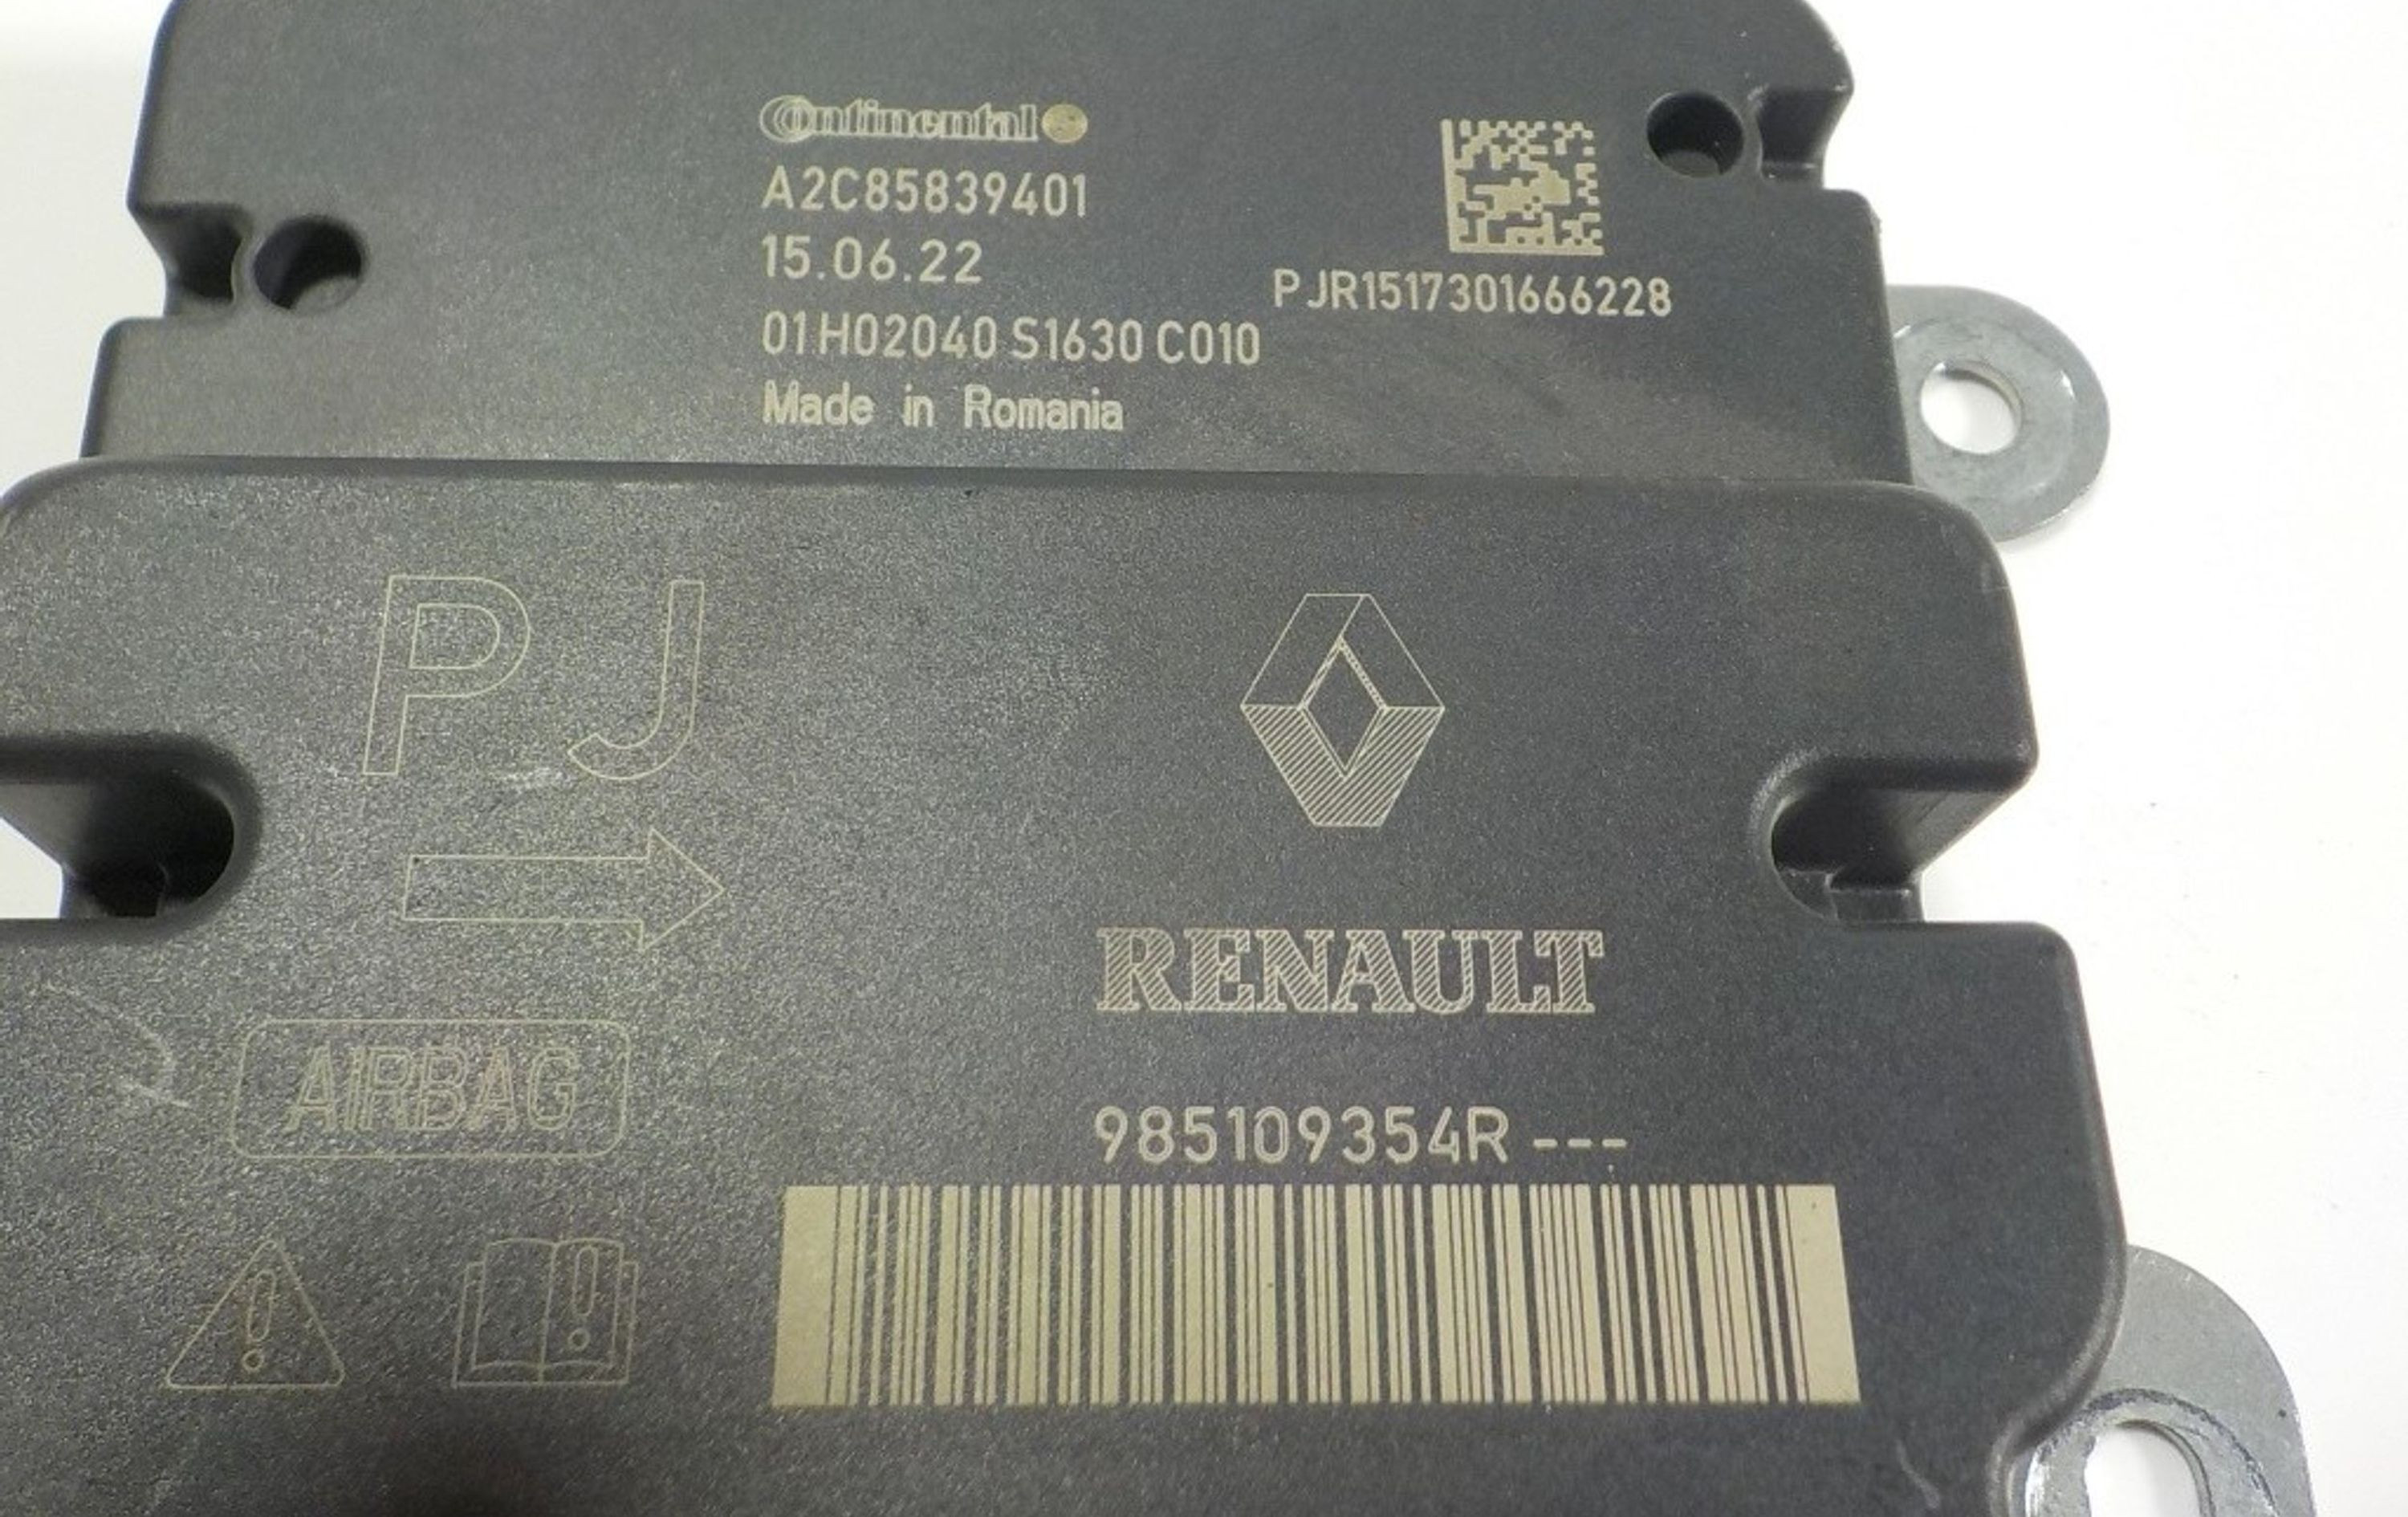 Continental
A2C85839401
15.06.22
PJR1517301666228
01H02040 S1630 C010
Made in Romania
PJ
RENAULT
AIRBAG
985109354R ---